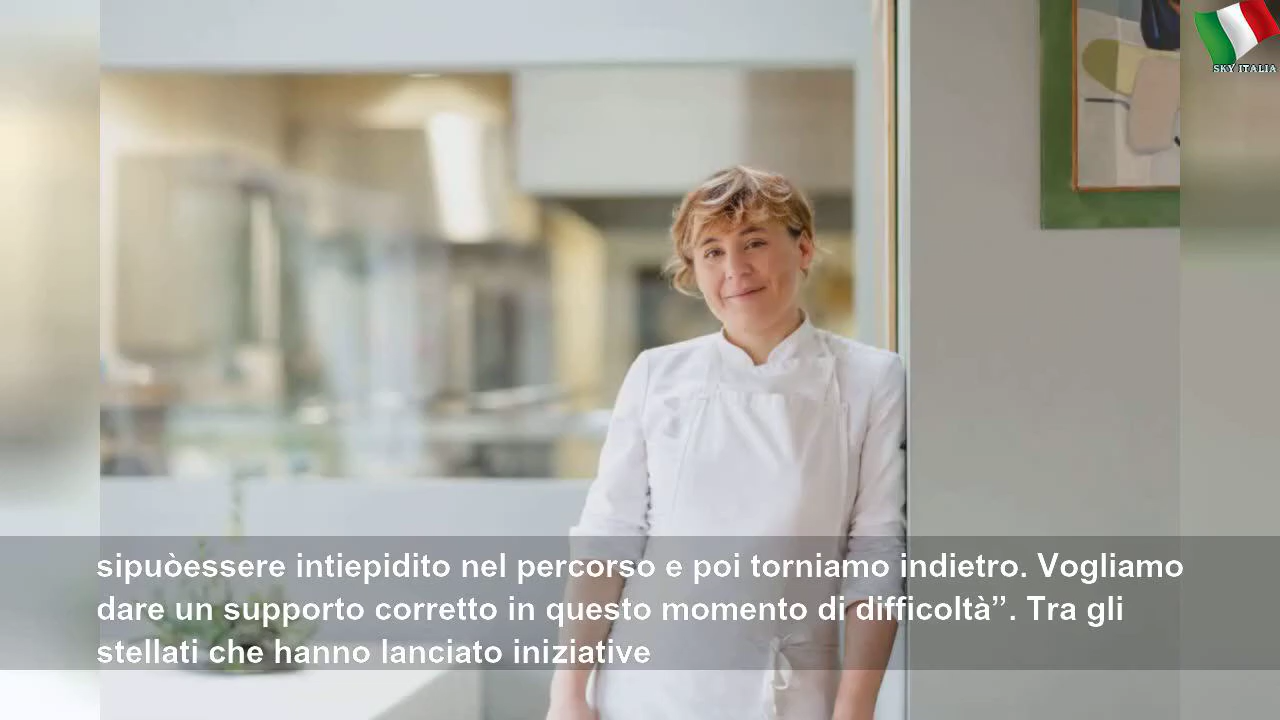 SKY ITALIA
sipuòessere intiepidito nel percorso e poi torniamo indietro. Vogliamo
dare un supporto corretto in questo momento di difficoltà”. Tra gli
stellati che hanno lanciato iniziative